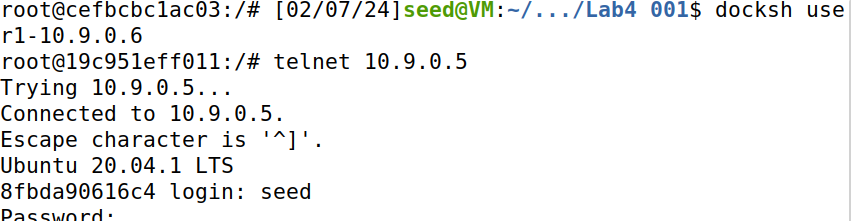 root@cefbcbc1ac03:/# [02/07/24]seed@VM:~/.../Lab4 001$ docksh use
r1-10.9.0.6
root@19c951eff011:/# telnet 10.9.0.5
Trying 10.9.0.5...
Connected to 10.9.0.5.
Escape character is '^]'.
Ubuntu 20.04.1 LTS
8fbda90616c4 login: seed
Password: